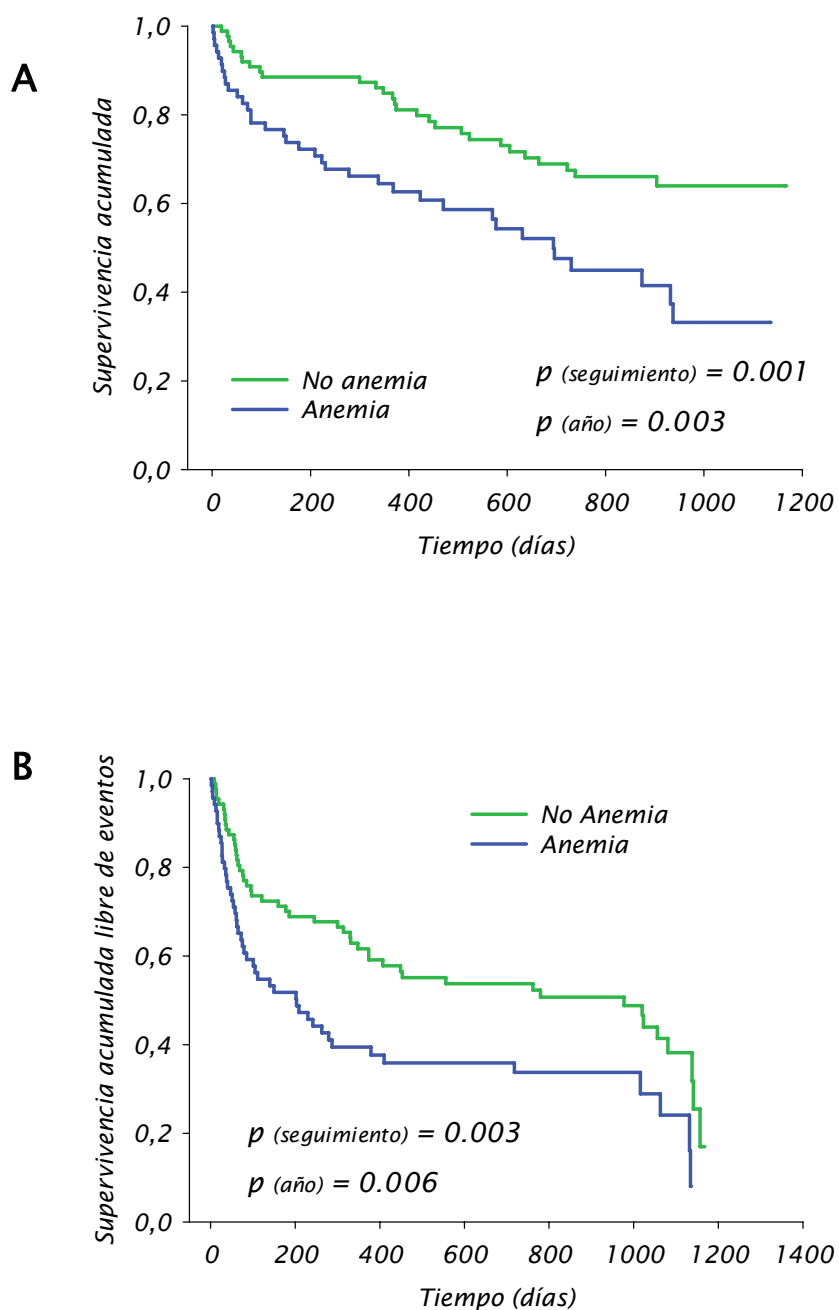 A
Supervivencia acumulada
1,0
0,8
0,6
0,4
0,2
0,0
No anemia
Anemia
p (seguimiento) = 0.001
p (año) = 0.003
0 200 400 600 800 1000 1200
Tiempo (días)
B
Supervivencia acumulada libre de eventos
1,0
0,8
0,6
0,4
0,2
0,0
No Anemia
Anemia
p (seguimiento) = 0.003
p (año) = 0.006
0 200 400 600 800 1000 1200 1400
Tiempo (días)